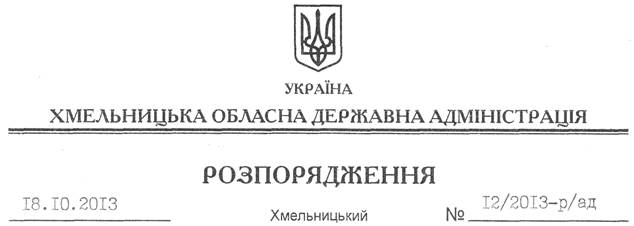 УКРАЇНА
ХМЕЛЬНИЦЬКА ОБЛАСНА ДЕРЖАВНА АДМІНІСТРАЦІЯ
РОЗПОРЯДЖЕННЯ
18.10.2013 Хмельницький № 12/2013-р/ад